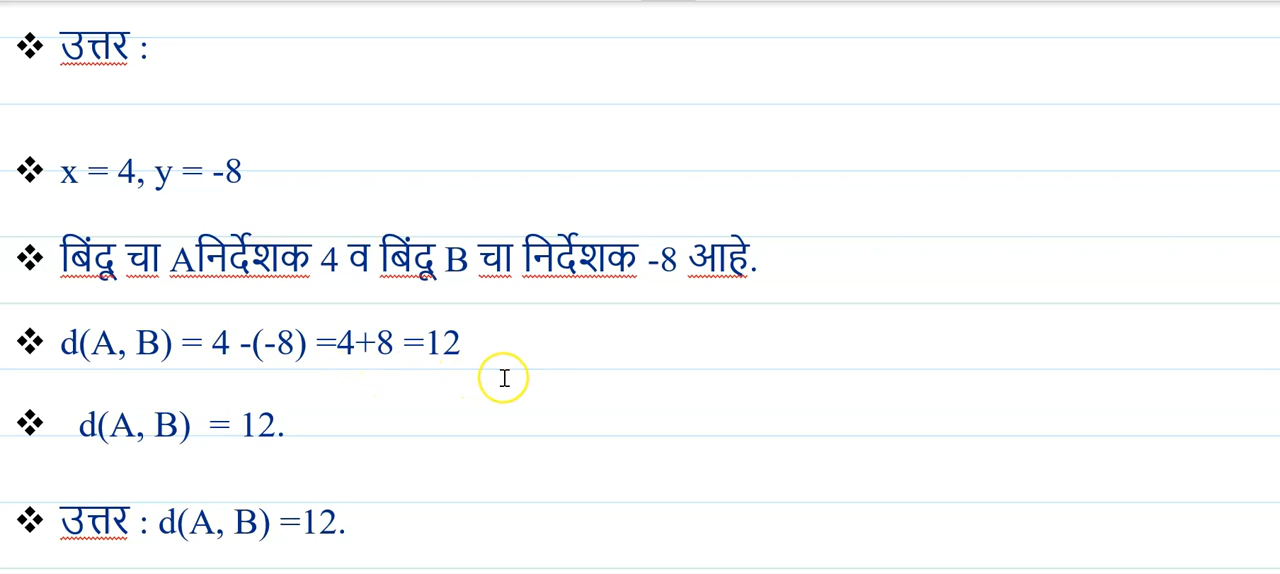 ❖ उत्तर :
❖ x = 4, y = -8
❖ बिंदू चा Aनिर्देशक 4 व बिंदू B चा निर्देशक -8 आहे.
❖ d(A, B) = 4 -(-8) =4+8 =12
❖ d(A, B) = 12.
❖ उत्तर : d(A, B) =12.